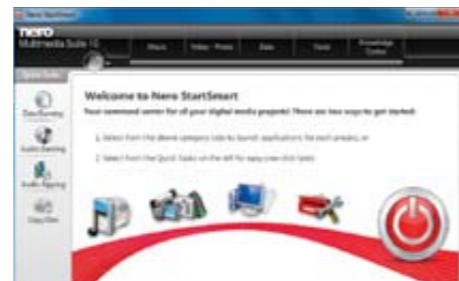 Nero StartSmart
nero
Multimedia Suite 10
Music
Video · Photo
Data
Tools
Knowledge Center
Quick Tasks
Data Burning
Audio Burning
Audio Ripping
Copy Disc
Welcome to Nero StartSmart
Your command center for all your digital media projects! There are two ways to get started:
1. Select from the above category tabs to launch applications for each area(s), or
2. Select from the Quick Tasks on the left for easy one-click tasks